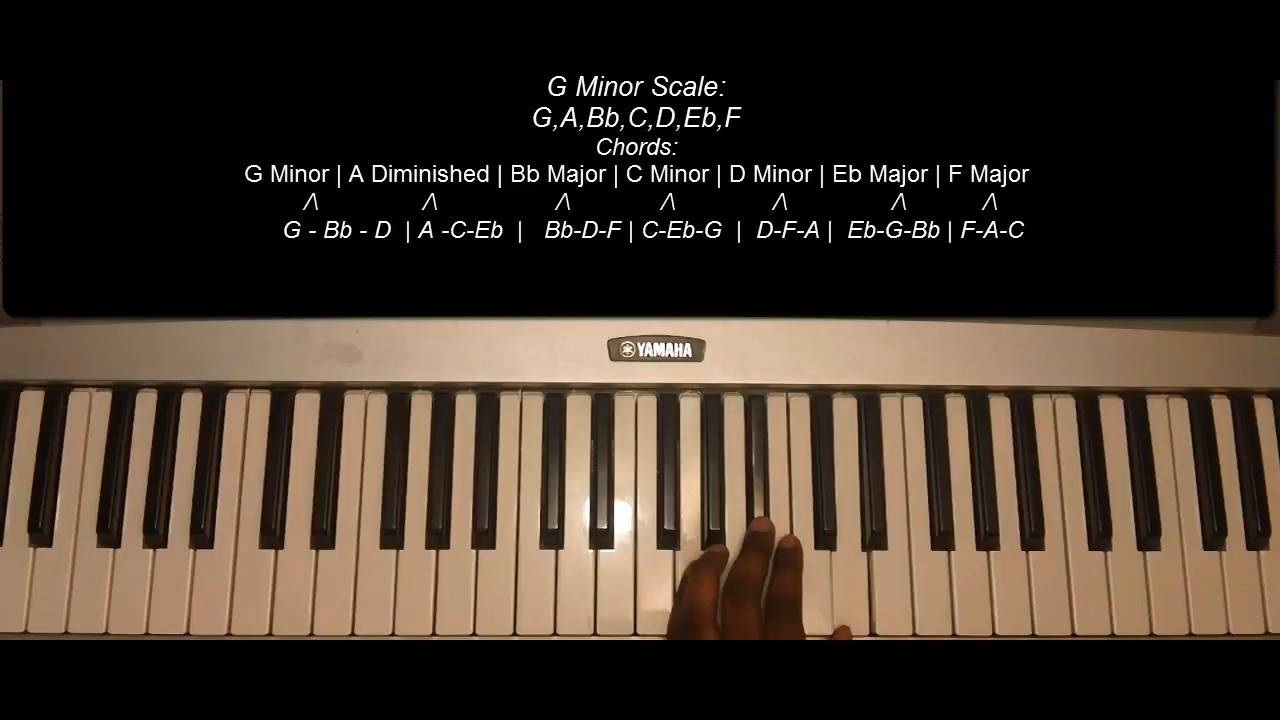 G Minor Scale:
G,A,Bb,C,D,Eb,F
Chords:
G Minor | A Diminished | Bb Major | C Minor | D Minor | Eb Major | F Major
^ ^ ^ ^ ^ ^ ^
G - Bb - D | A -C-Eb | Bb-D-F | C-Eb-G | D-F-A | Eb-G-Bb | F-A-C
YAMAHA